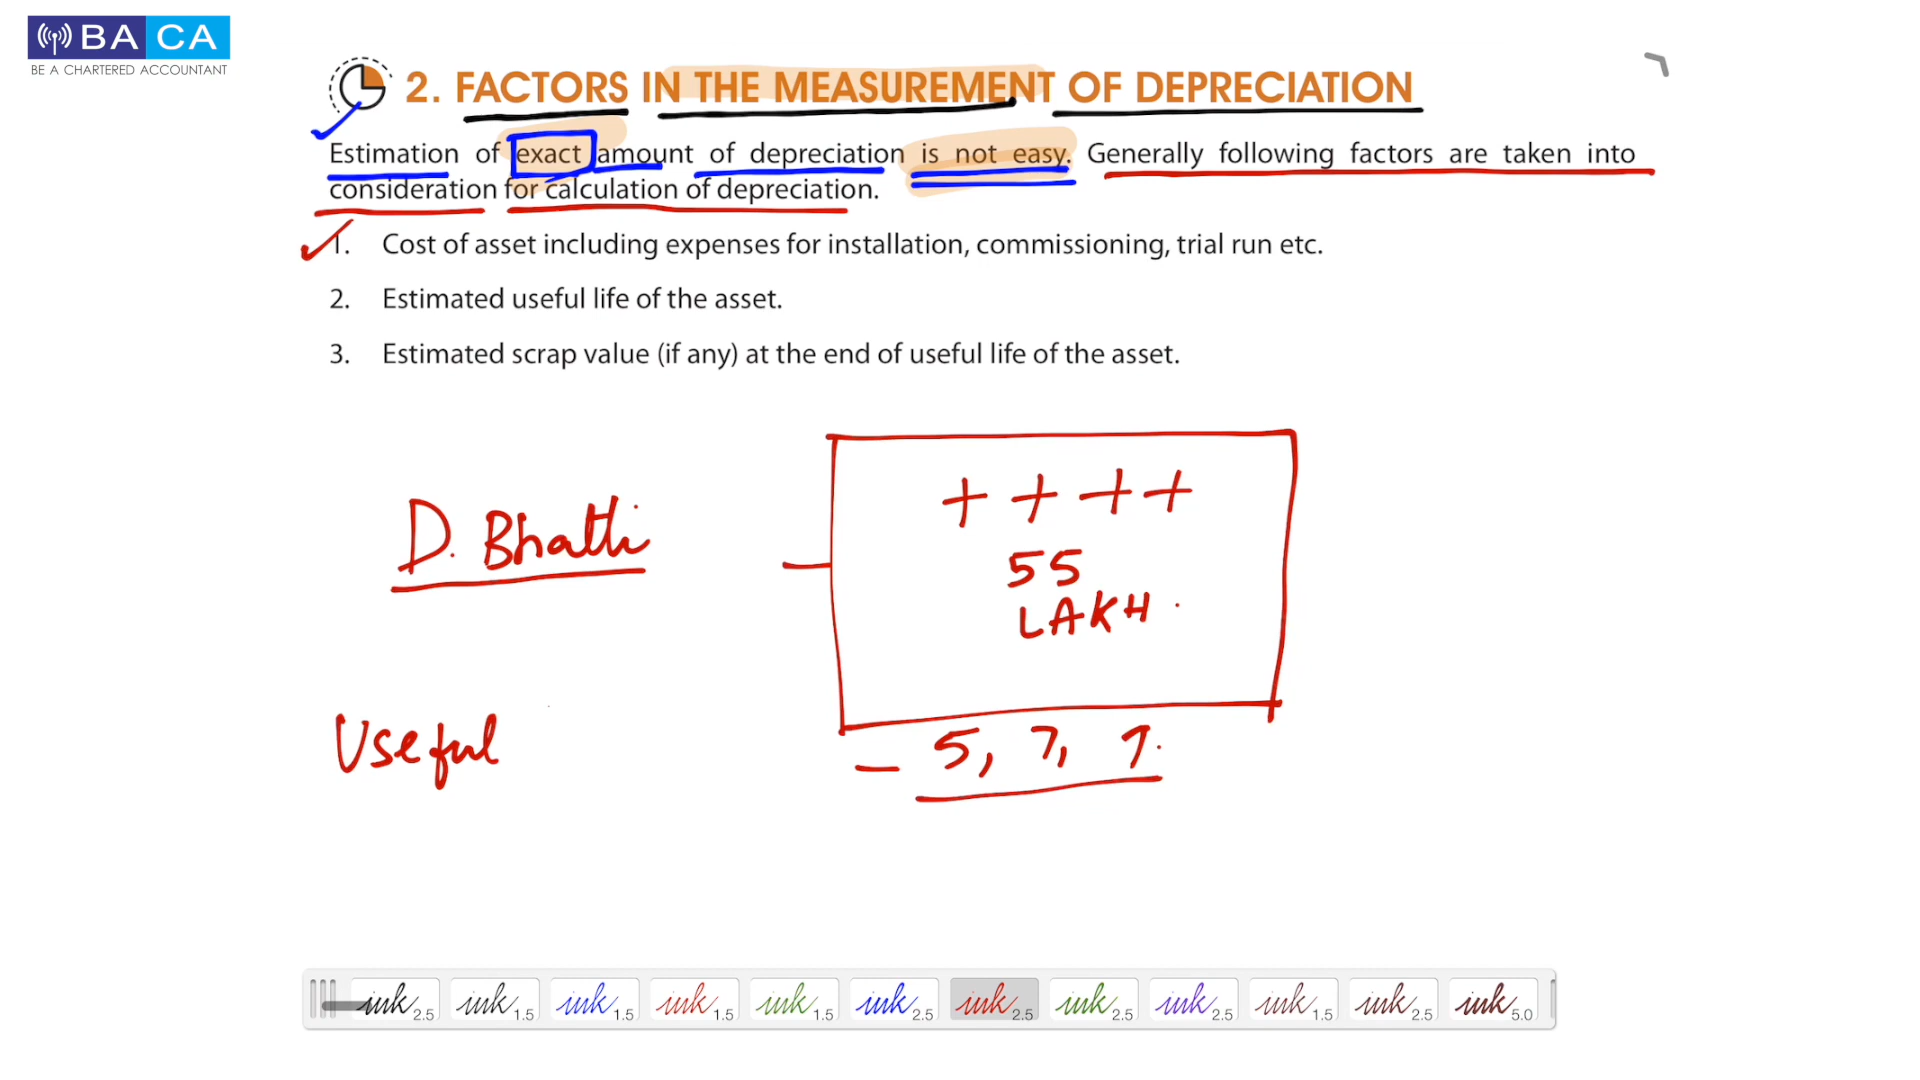 BA CA
BE A CHARTERED ACCOUNTANT
2. FACTORS IN THE MEASUREMENT OF DEPRECIATION
Estimation of exact amount of depreciation is not easy. Generally following factors are taken into
consideration for calculation of depreciation.
1. Cost of asset including expenses for installation, commissioning, trial run etc.
2. Estimated useful life of the asset.
3. Estimated scrap value (if any) at the end of useful life of the asset.
+ + + +
D. Bhatti
55
LAKH
Useful
- 5, 7,
ink 2.5 ink 1.5 ink 1.5 ink 1.5 ink 1.5 ink 2.5 ink 2.5 ink 2.5 ink 2.5 ink 1.5 ink 2.5 ink 5.0